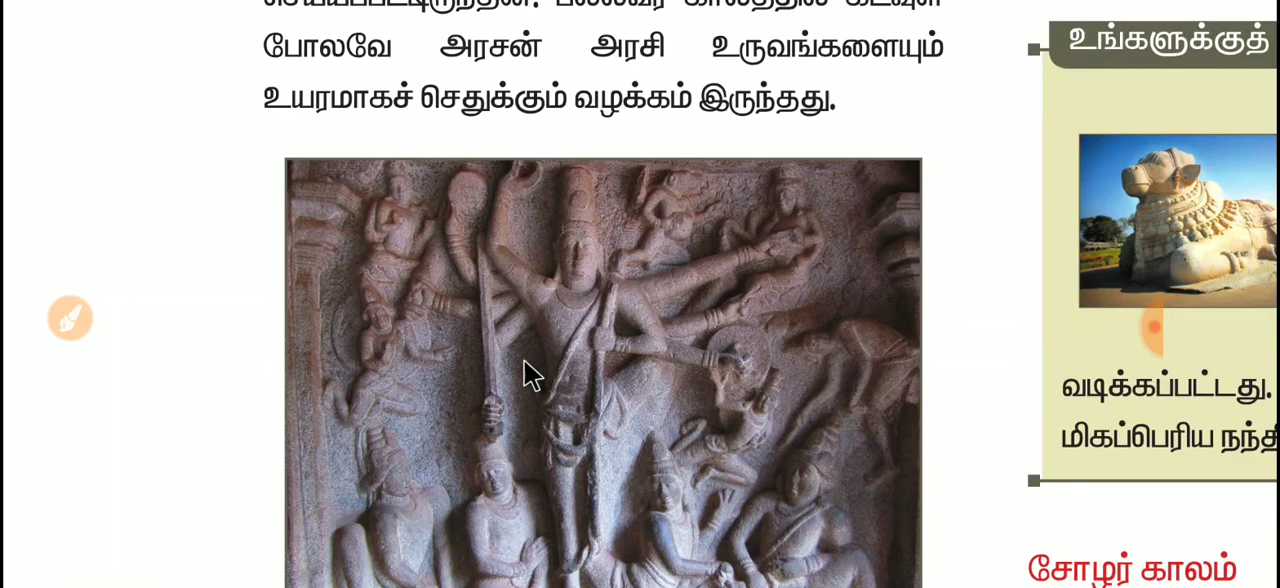 போலவே அரசன் அரசி உருவங்களையும்
உயரமாகச் செதுக்கும் வழக்கம் இருந்தது.
உங்களுக்குத்
வடிக்கப்பட்டது.
மிகப்பெரிய நந்தி
சோழர் காலம்